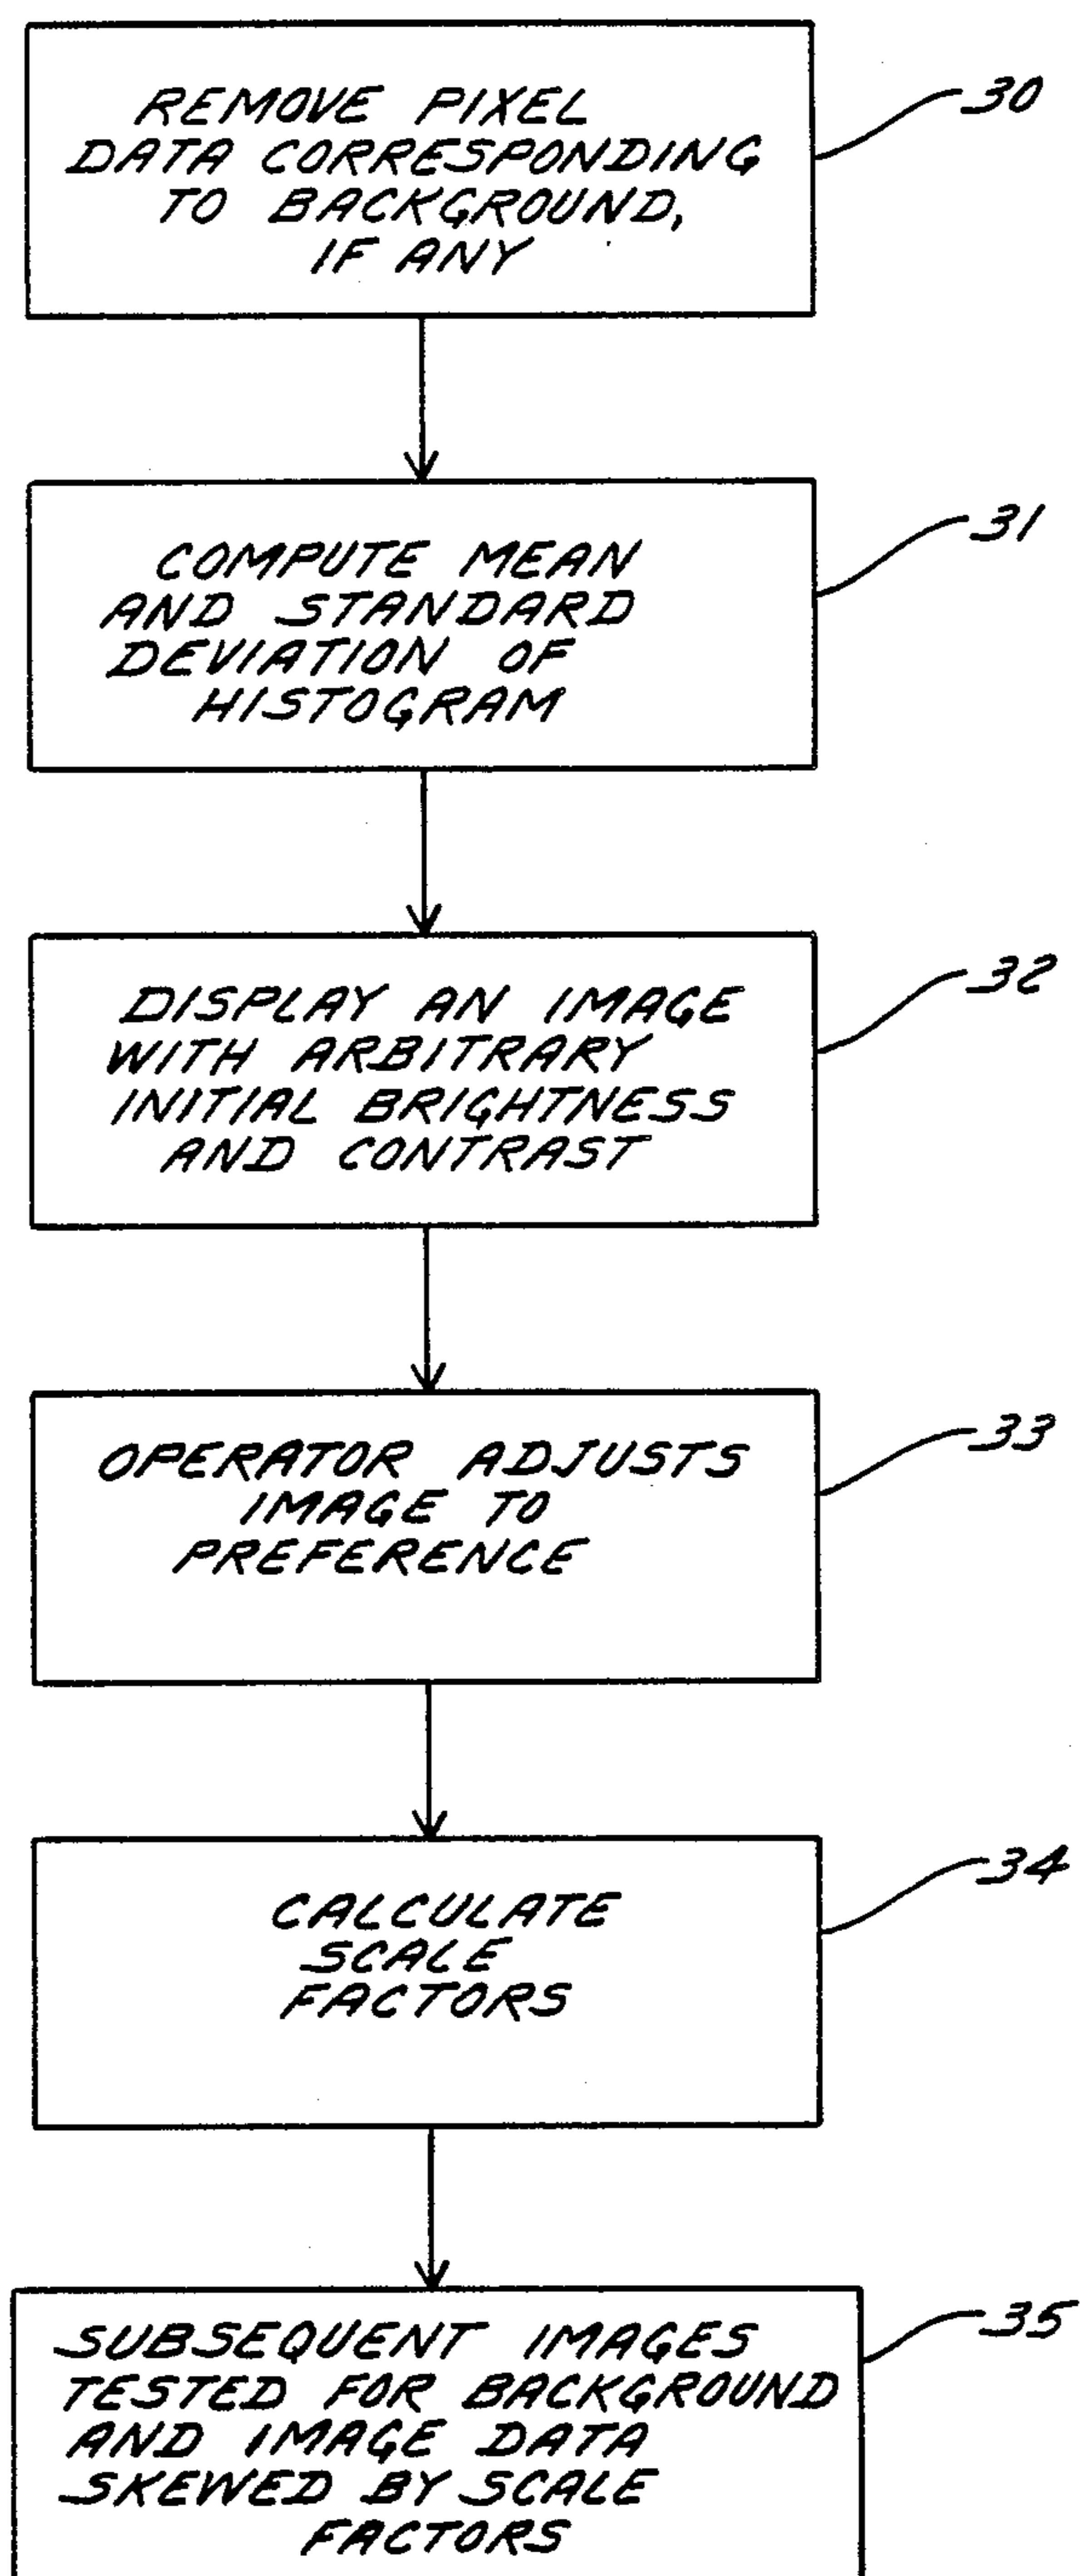 REMOVE PIXEL
DATA CORRESPONDING
TO BACKGROUND,
IF ANY
30
COMPUTE MEAN
AND STANDARD
DEVIATION OF
HISTOGRAM
31
DISPLAY AN IMAGE
WITH ARBITRARY
INITIAL BRIGHTNESS
AND CONTRAST
32
OPERATOR ADJUSTS
IMAGE TO
PREFERENCE
33
CALCULATE
SCALE
FACTORS
34
SUBSEQUENT IMAGES
TESTED FOR BACKGROUND
AND IMAGE DATA
SKEWED BY SCALE
FACTORS
35